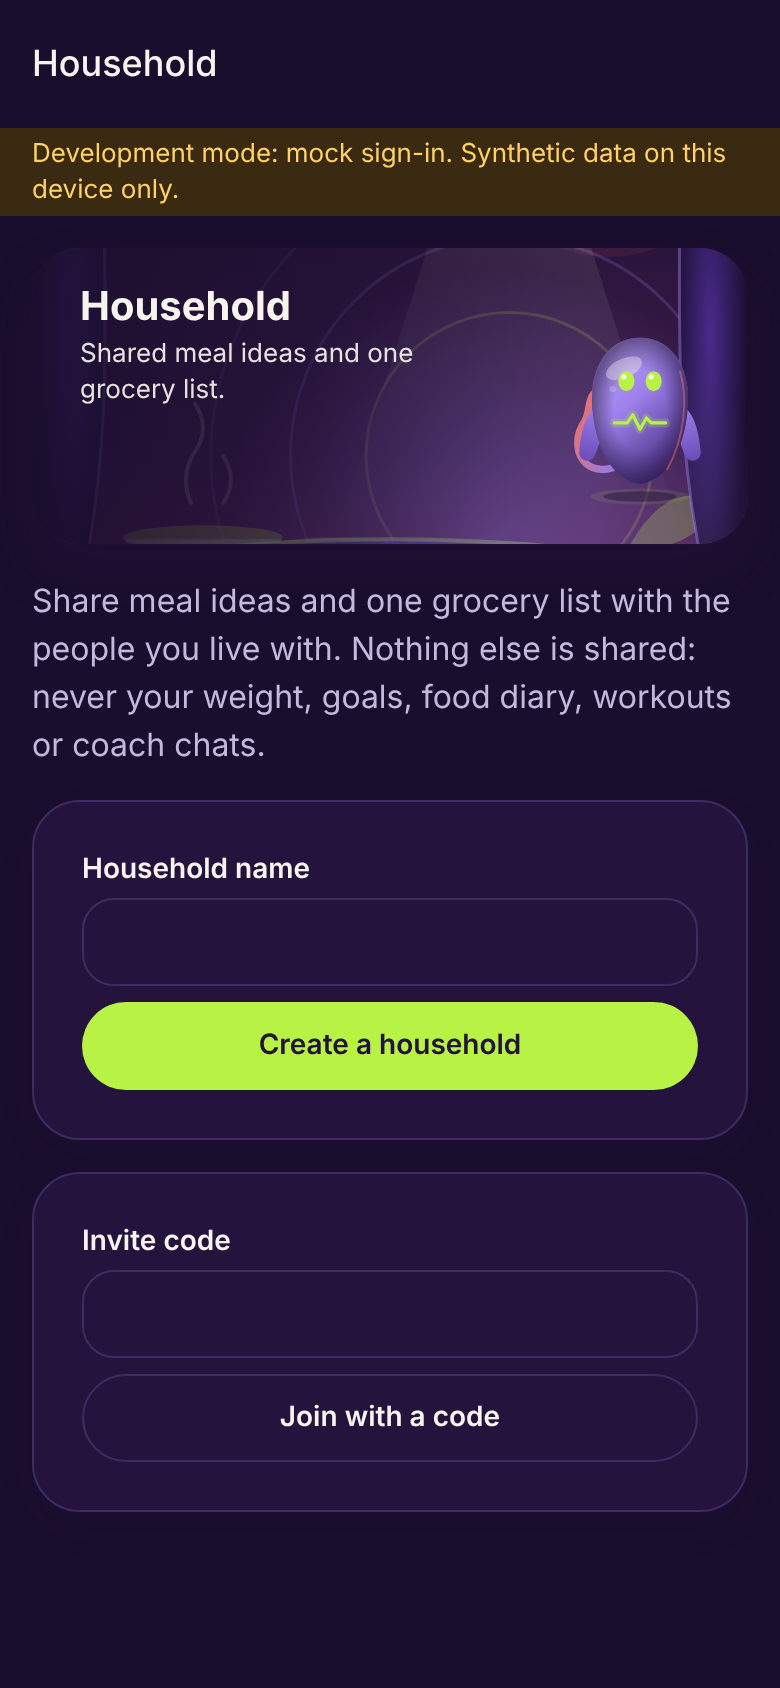 Household
Development mode: mock sign-in. Synthetic data on this
device only.
Household
Shared meal ideas and one
grocery list.
Share meal ideas and one grocery list with the
people you live with. Nothing else is shared:
never your weight, goals, food diary, workouts
or coach chats.
Household name
Create a household
Invite code
Join with a code